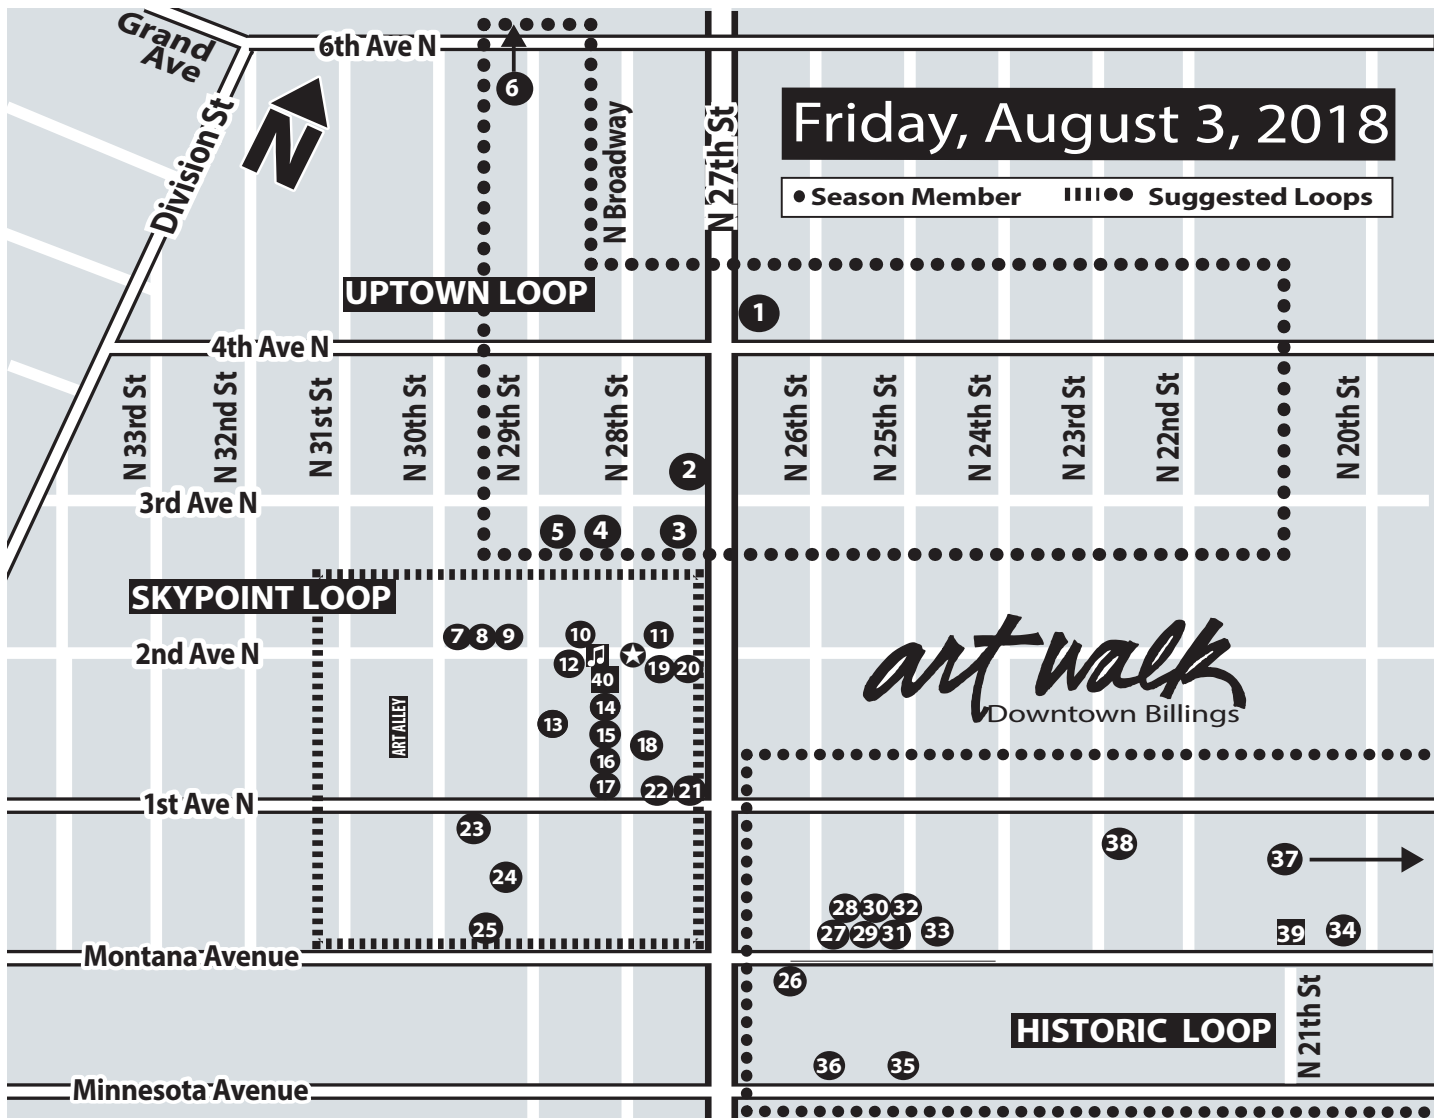 Grand
Ave
6th Ave N
6
Division St
N
N Broadway
N 27th St
Friday, August 3, 2018
• Season Member
Suggested Loops
UPTOWN LOOP
1
4th Ave N
N 33rd St
N 32nd St
N 31st St
N 30th St
N 29th St
N 28th St
N 26th St
N 25th St
N 24th St
N 23rd St
N 22nd St
N 20th St
2
3rd Ave N
5
4
3
SKYPOINT LOOP
7
8
9
10
11
2nd Ave N
12
19
20
40
art walk
Downtown Billings
ART ALLEY
13
14
15
16
17
18
22
21
1st Ave N
23
24
25
38
37
28
30
32
27
29
31
33
39
34
Montana Avenue
26
HISTORIC LOOP
N 21th St
36
35
Minnesota Avenue